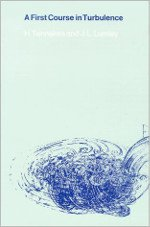 A First Course in Turbulence
H. Tennekes and J. L. Lumley